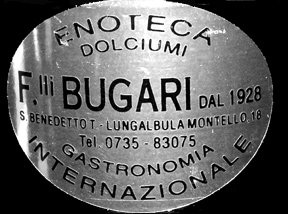 ENOTECA
DOLCIUMI
F.lli BUGARI DAL 1928
S. BENEDETTO T. - LUNGALBULA MONTELLO, 18
Tel. 0735 - 83075
GASTRONOMIA
INTERNAZIONALE